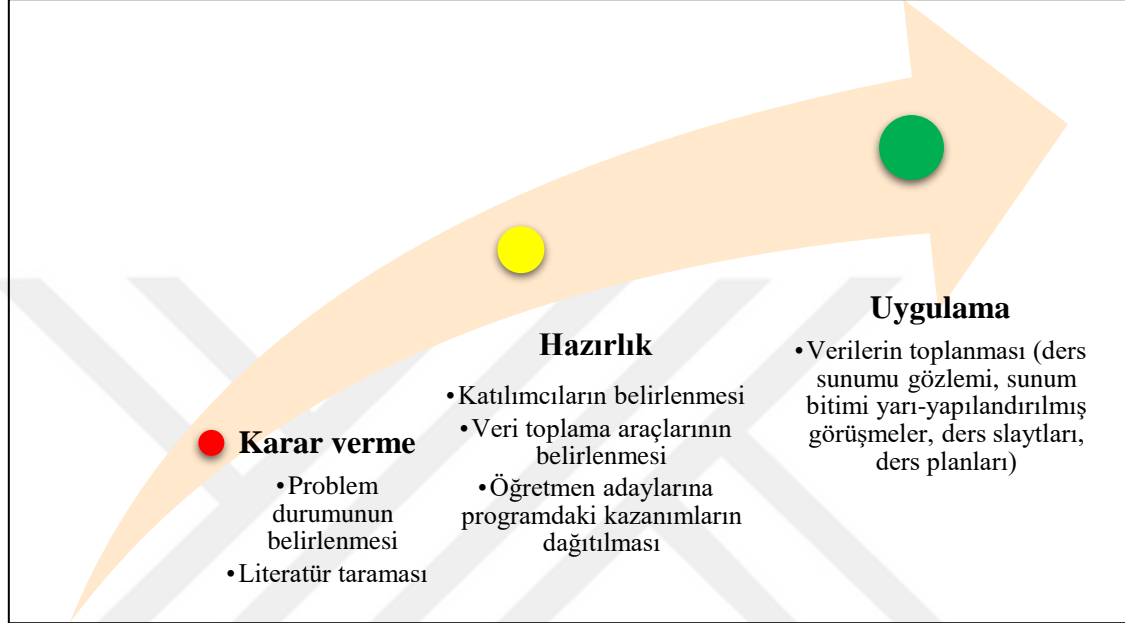 Karar verme
•Problem
durumunun
belirlenmesi
•Literatür taraması
Hazırlık
•Katılımcıların belirlenmesi
•Veri toplama araçlarının
belirlenmesi
•Öğretmen adaylarına
programdaki kazanımların
dağıtılması
Uygulama
•Verilerin toplanması (ders
sunumu gözlemi, sunum
bitimi yarı-yapılandırılmış
görüşmeler, ders slaytları,
ders planları)